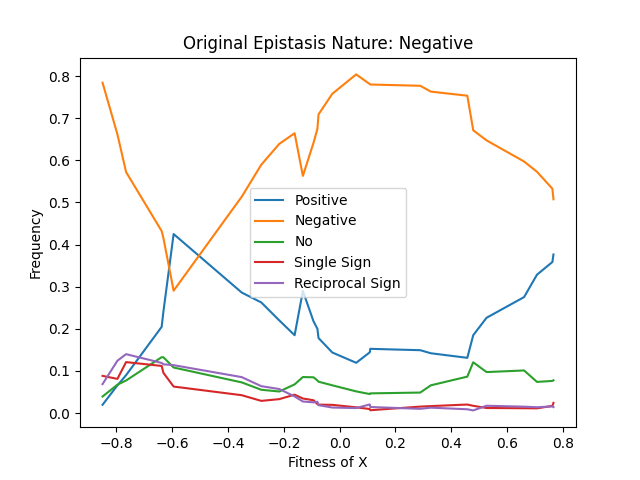 Original Epistasis Nature: Negative
Frequency
0.8
0.7
0.6
0.5
0.4
0.3
0.2
0.1
0.0
Positive
Negative
No
Single Sign
Reciprocal Sign
−0.8 −0.6 −0.4 −0.2 0.0 0.2 0.4 0.6 0.8
Fitness of X